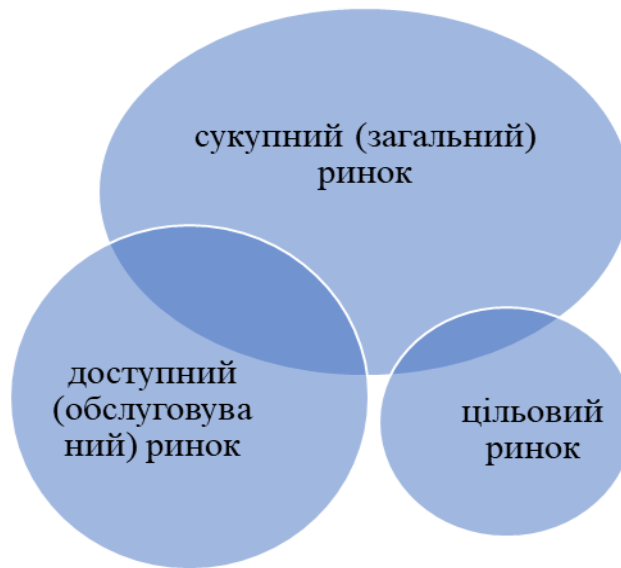 сукупний (загальний)
ринок
доступний
(обслуговува
ний) ринок
цільовий
ринок